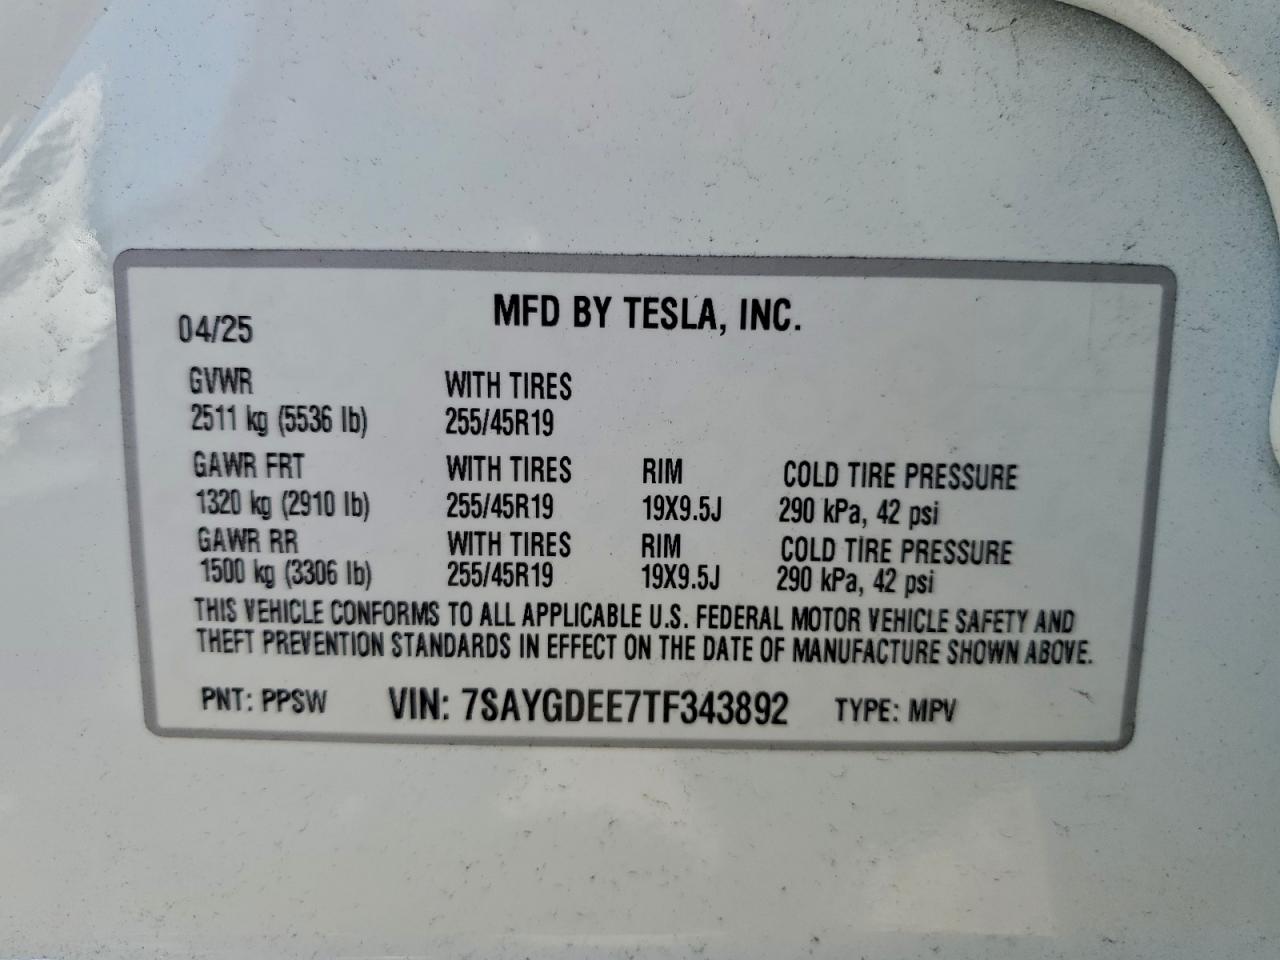 MFD BY TESLA, INC.
04/25
GVWR WITH TIRES
2511 kg (5536 lb) 255/45R19
GAWR FRT WITH TIRES RIM COLD TIRE PRESSURE
1320 kg (2910 lb) 255/45R19 19X9.5J 290 kPa, 42 psi
GAWR RR WITH TIRES RIM COLD TIRE PRESSURE
1500 kg (3306 lb) 255/45R19 19X9.5J 290 kPa, 42 psi
THIS VEHICLE CONFORMS TO ALL APPLICABLE U.S. FEDERAL MOTOR VEHICLE SAFETY AND
THEFT PREVENTION STANDARDS IN EFFECT ON THE DATE OF MANUFACTURE SHOWN ABOVE.
PNT: PPSW VIN: 7SAYGDEE7TF343892 TYPE: MPV